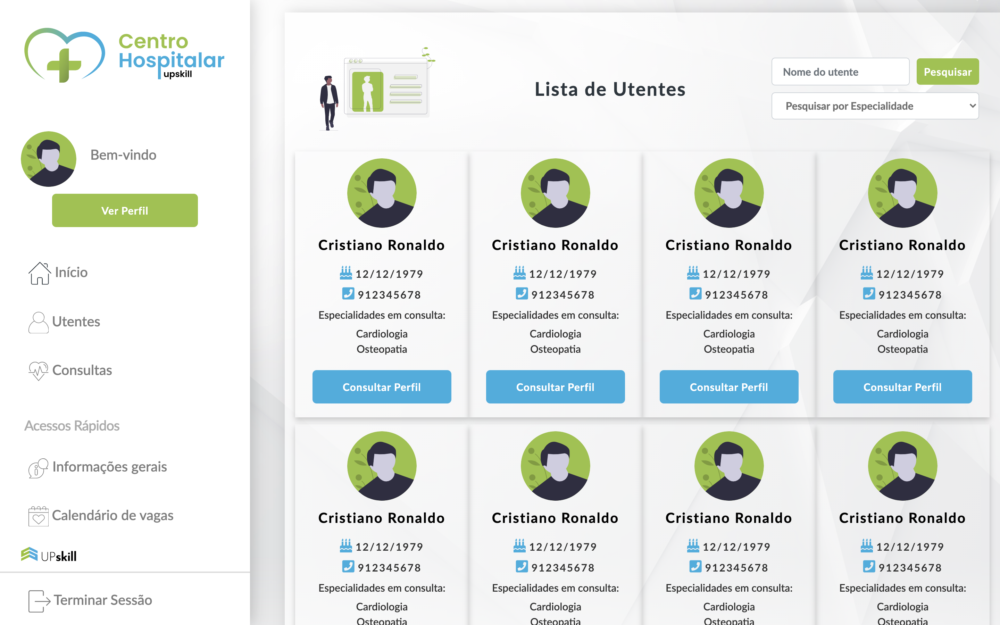 Centro
Hospitalar
upskill
Bem-vindo
Ver Perfil
Início
Utentes
Consultas
Acessos Rápidos
Informações gerais
Calendário de vagas
UPskill
Terminar Sessão
Lista de Utentes
Nome do utente
Pesquisar
Pesquisar por Especialidade
Cristiano Ronaldo
12/12/1979
912345678
Especialidades em consulta:
Cardiologia
Osteopatia
Consultar Perfil
Cristiano Ronaldo
12/12/1979
912345678
Especialidades em consulta:
Cardiologia
Osteopatia
Consultar Perfil
Cristiano Ronaldo
12/12/1979
912345678
Especialidades em consulta:
Cardiologia
Osteopatia
Consultar Perfil
Cristiano Ronaldo
12/12/1979
912345678
Especialidades em consulta:
Cardiologia
Osteopatia
Consultar Perfil
Cristiano Ronaldo
12/12/1979
912345678
Especialidades em consulta:
Cardiologia
Osteopatia
Cristiano Ronaldo
12/12/1979
912345678
Especialidades em consulta:
Cardiologia
Osteopatia
Cristiano Ronaldo
12/12/1979
912345678
Especialidades em consulta:
Cardiologia
Osteopatia
Cristiano Ronaldo
12/12/1979
912345678
Especialidades em consulta:
Cardiologia
Osteopatia